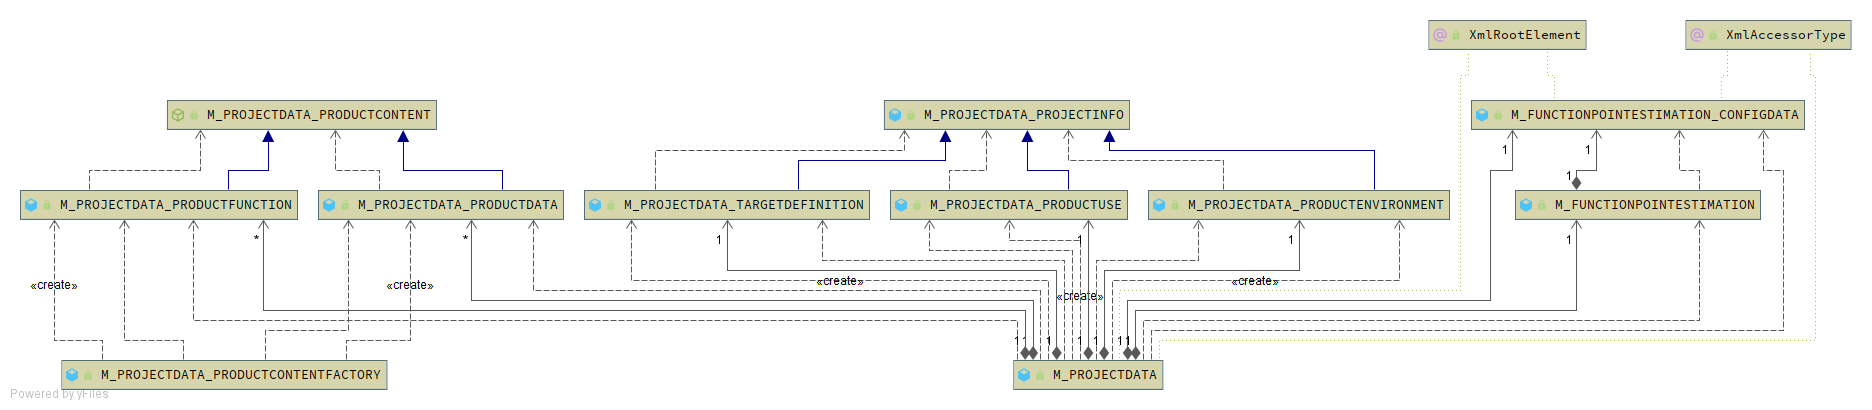 XmlRootElement
XmlAccessorType
M_PROJECTDATA_PRODUCTCONTENT
M_PROJECTDATA_PROJECTINFO
M_FUNCTIONPOINTESTIMATION_CONFIGDATA
1
1
M_PROJECTDATA_PRODUCTFUNCTION
M_PROJECTDATA_PRODUCTDATA
M_PROJECTDATA_TARGETDEFINITION
M_PROJECTDATA_PRODUCTUSE
M_PROJECTDATA_PRODUCTENVIRONMENT
M_FUNCTIONPOINTESTIMATION
*
*
1
1
1
1
«create»
«create»
«create»
«create»
«create»
1
1
1
1
1
1
1
M_PROJECTDATA_PRODUCTCONTENTFACTORY
M_PROJECTDATA
Powered by yFiles